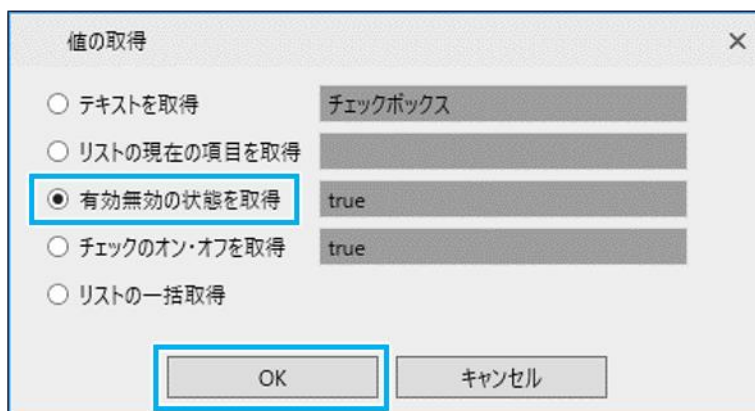 値の取得
テキストを取得 チェックボックス
リストの現在の項目を取得
有効無効の状態を取得 true
チェックのオン・オフを取得 true
リストの一括取得
OK キャンセル